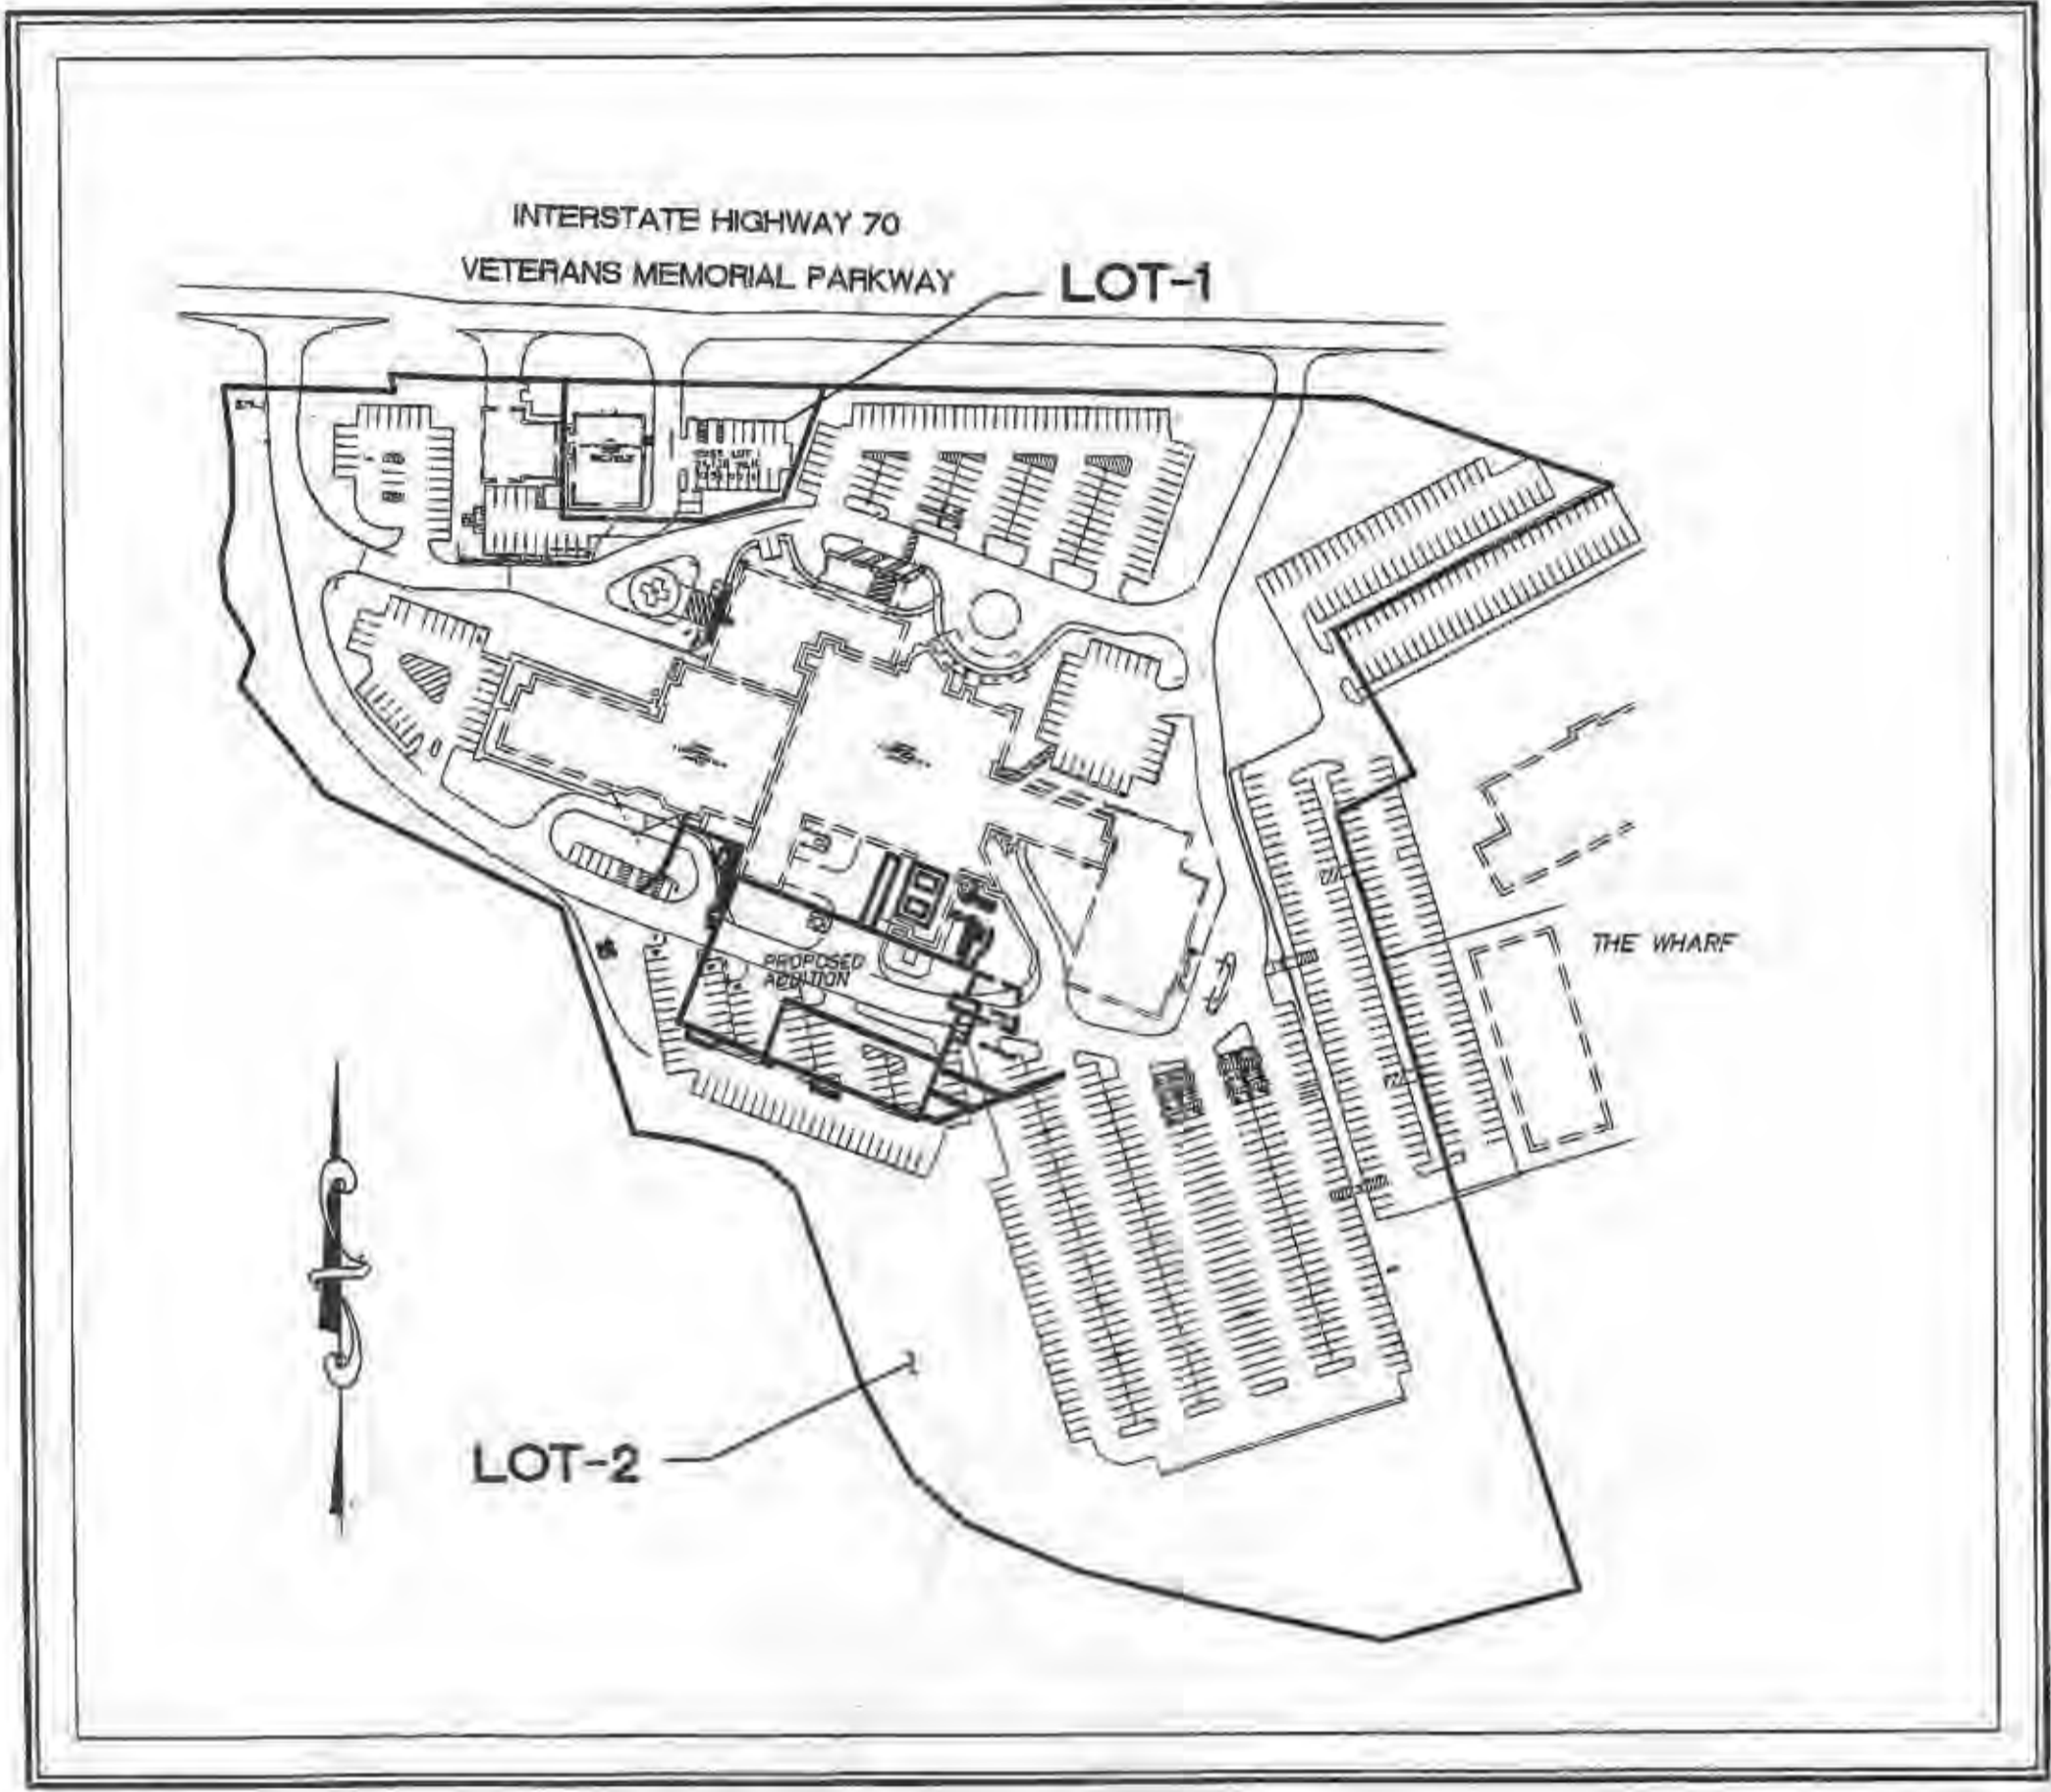 INTERSTATE HIGHWAY 70
VETERANS MEMORIAL PARKWAY
LOT-1
PROPOSED
ADDITION
THE WHARF
LOT-2